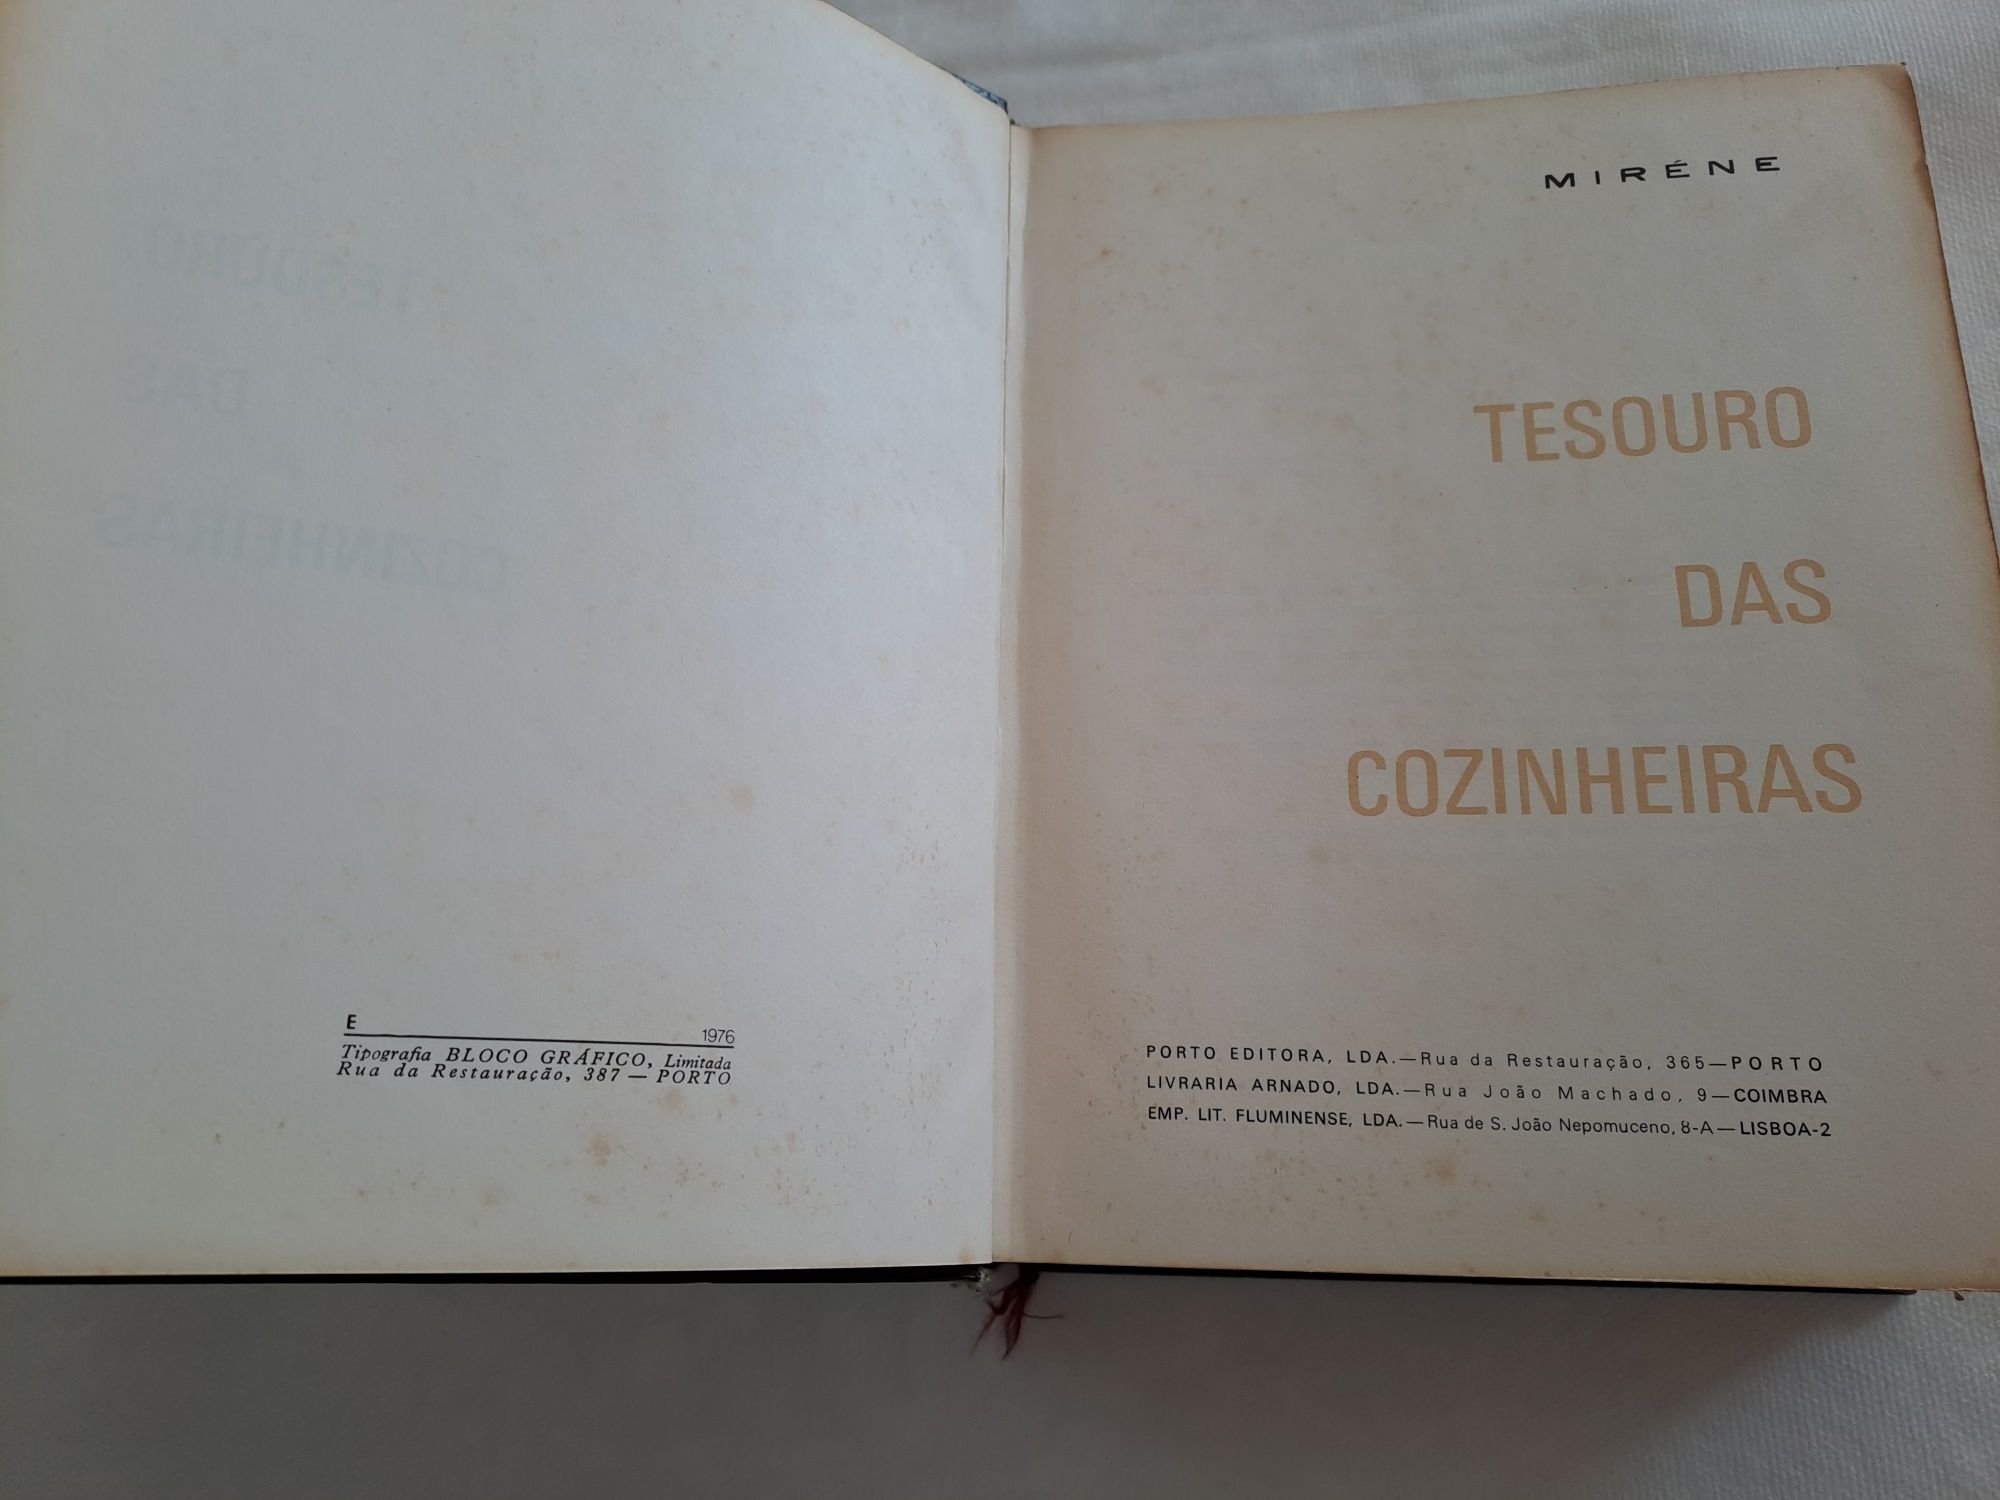 E
1976
Tipografia BLOCO GRÁFICO, Limitada
Rua da Restauração, 387 — PORTO
MIRÉNE
TESOURO
DAS
COZINHEIRAS
PORTO EDITORA, LDA.—Rua da Restauração, 365—PORTO
LIVRARIA ARNADO, LDA.—Rua João Machado, 9—COIMBRA
EMP. LIT. FLUMINENSE, LDA.—Rua de S. João Nepomuceno, 8-A—LISBOA-2